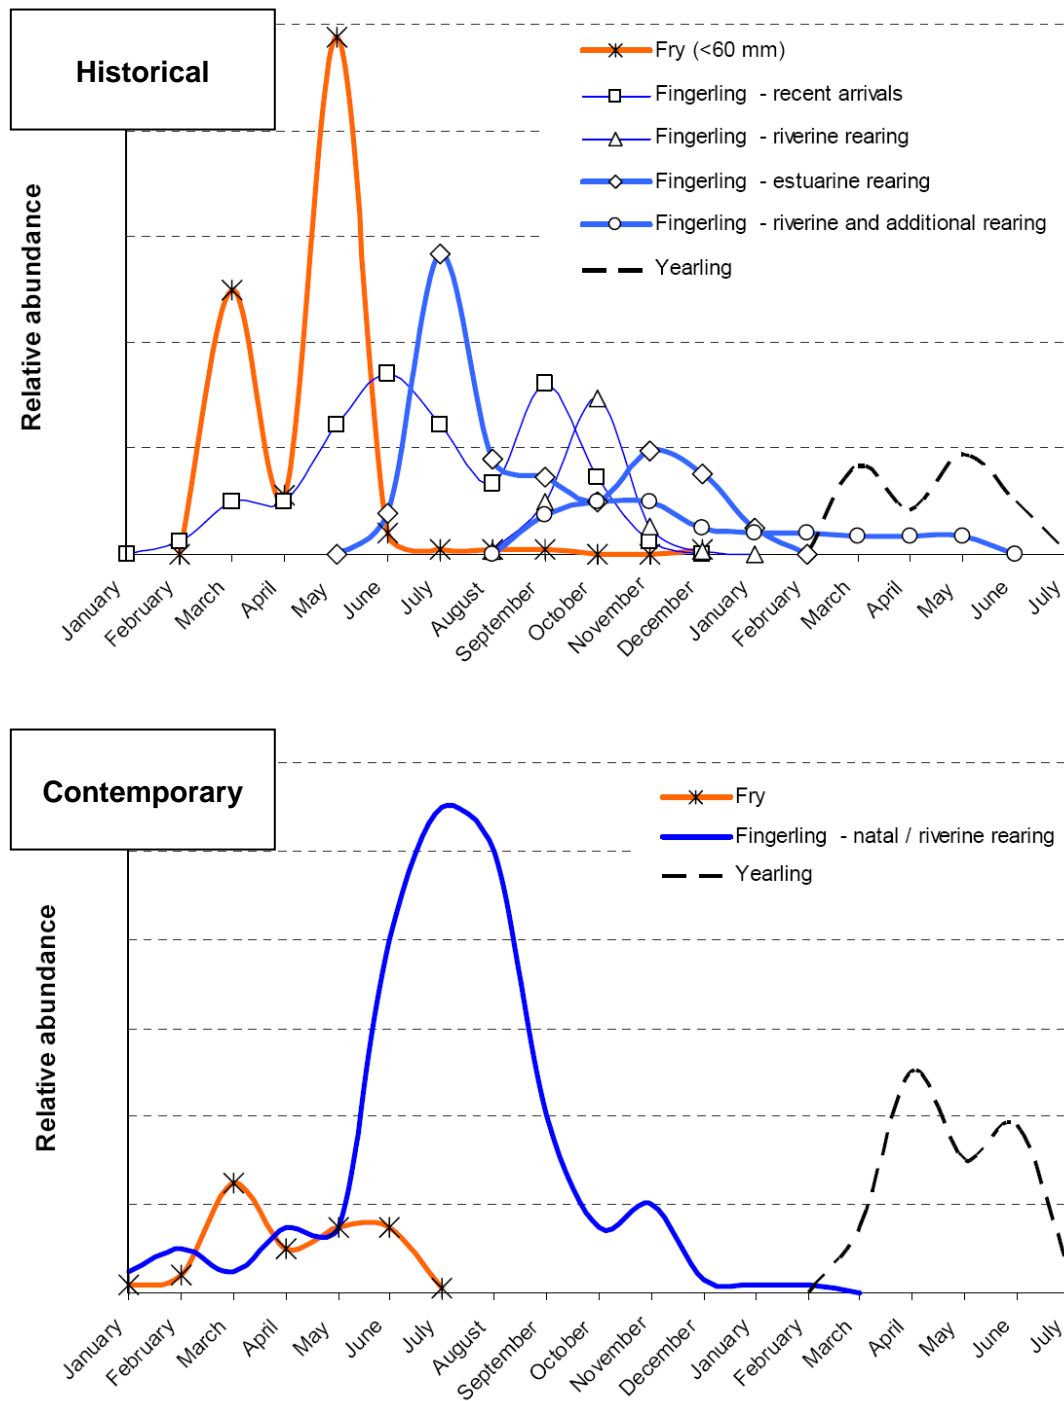 Historical
Fry (<60 mm)
Fingerling - recent arrivals
Fingerling - riverine rearing
Fingerling - estuarine rearing
Fingerling - riverine and additional rearing
Yearling
Relative abundance
January
February
March
April
May
June
July
August
September
October
November
December
January
February
March
April
May
June
July
Contemporary
Fry
Fingerling - natal / riverine rearing
Yearling
Relative abundance
January
February
March
April
May
June
July
August
September
October
November
December
January
February
March
April
May
June
July